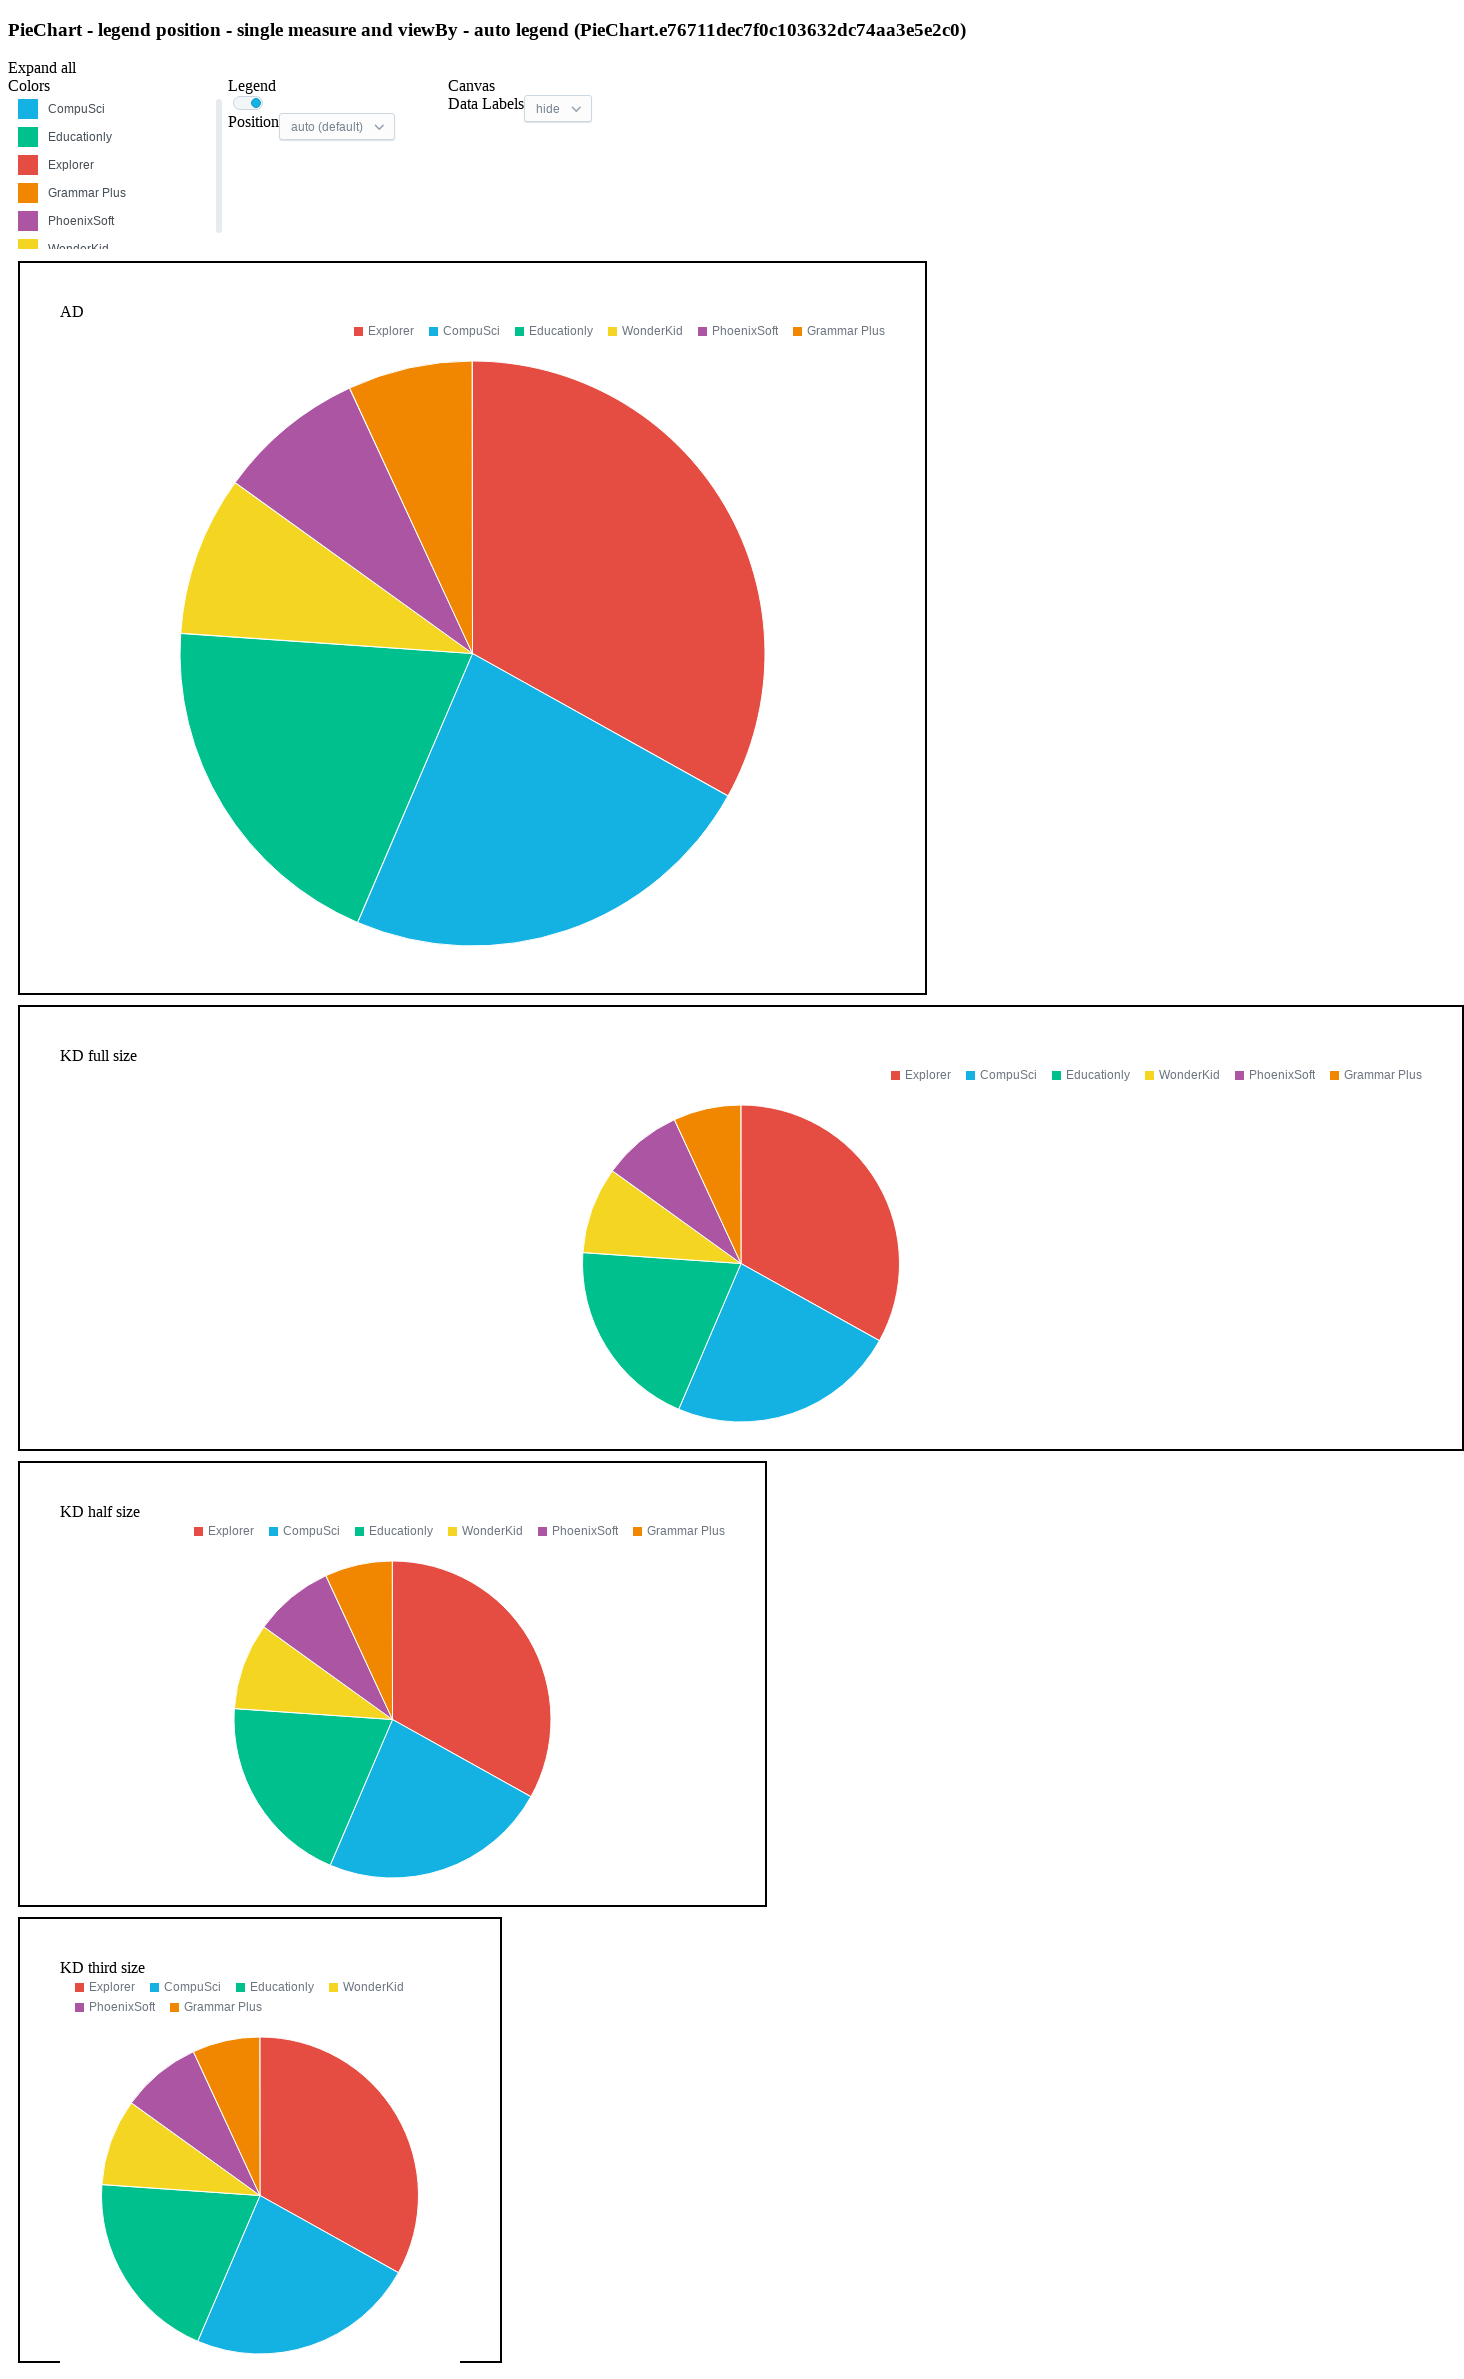 PieChart - legend position - single measure and viewBy - auto legend (PieChart.e76711dec7f0c103632dc74aa3e5e2c0)
Expand all
Colors
CompuSci
Educationly
Explorer
Grammar Plus
PhoenixSoft
WonderKid
Legend
Position auto (default)
Canvas
Data Labels hide
AD
Explorer CompuSci Educationly WonderKid PhoenixSoft Grammar Plus
KD full size
Explorer CompuSci Educationly WonderKid PhoenixSoft Grammar Plus
KD half size
Explorer CompuSci Educationly WonderKid PhoenixSoft Grammar Plus
KD third size
Explorer CompuSci Educationly WonderKid
PhoenixSoft Grammar Plus